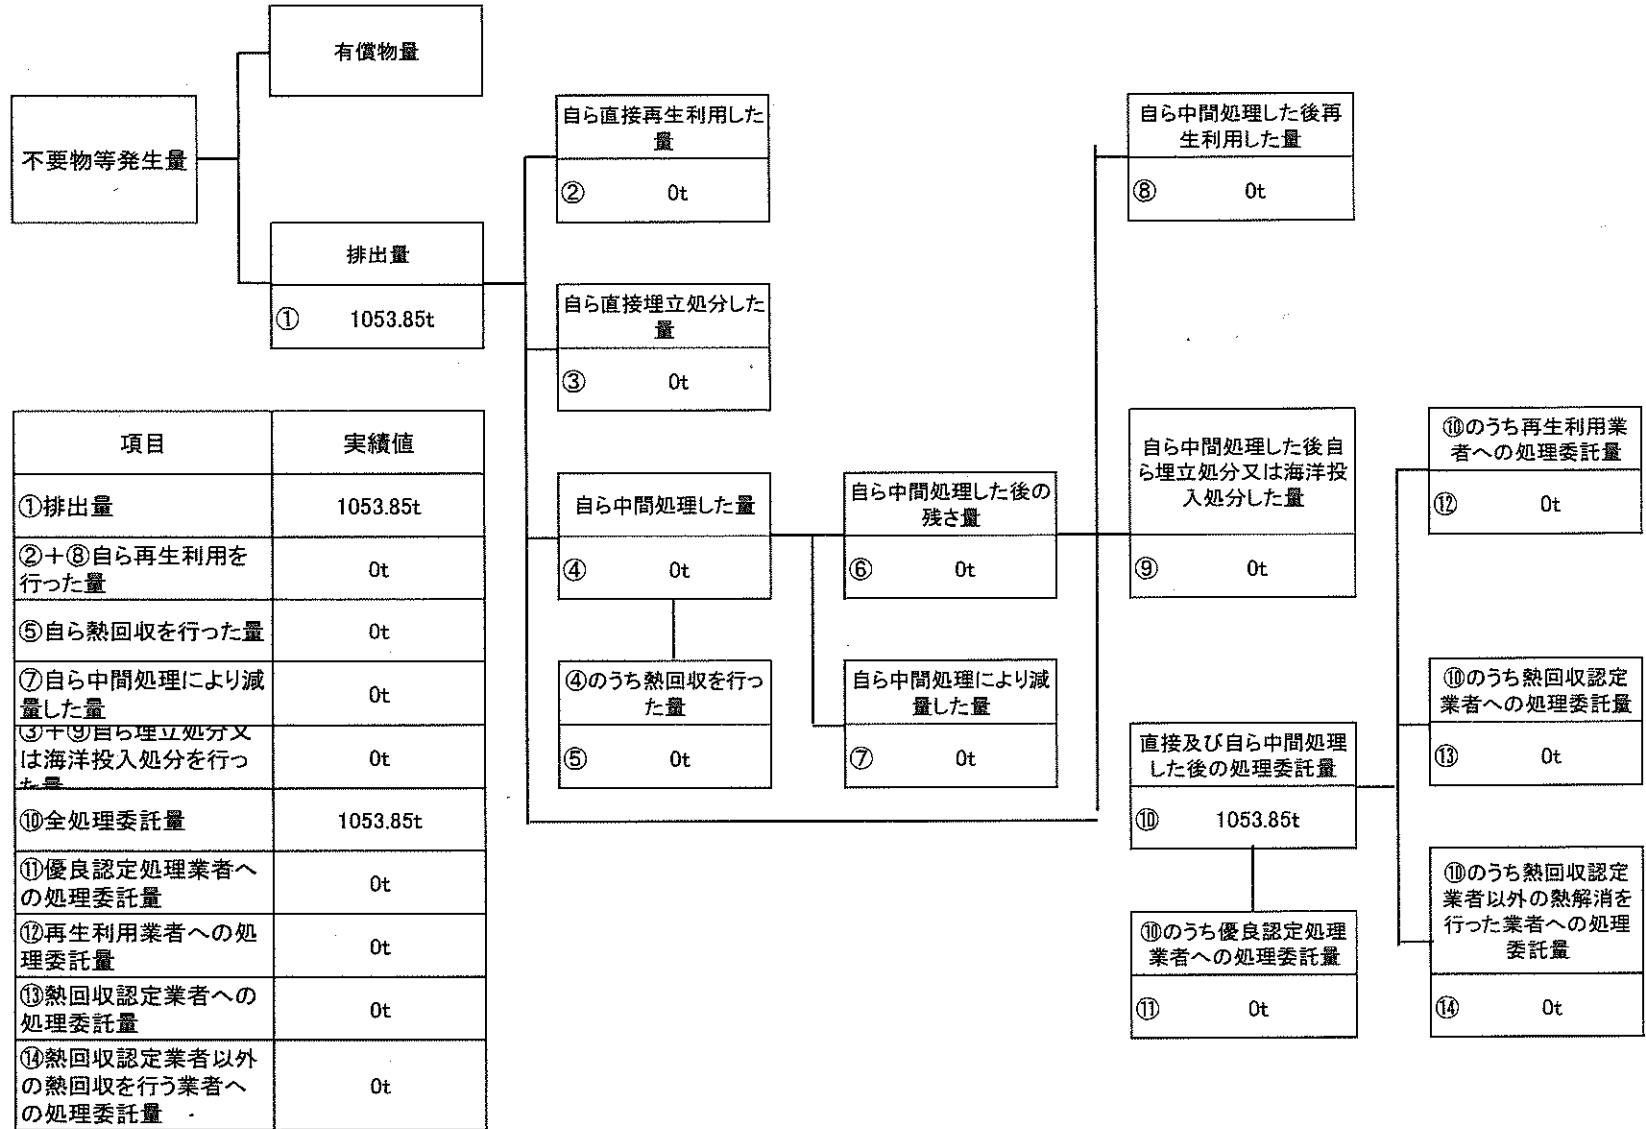 有償物量
不要物等発生量
排出量
① 1053.85t
自ら直接再生利用した
量
② 0t
自ら直接埋立処分した
量
③ 0t
自ら中間処理した量
④ 0t
④のうち熱回収を行っ
た量
⑤ 0t
自ら中間処理した後の
残さ量
⑥ 0t
自ら中間処理により減
量した量
⑦ 0t
自ら中間処理した後再
生利用した量
⑧ 0t
自ら中間処理した後自
ら埋立処分又は海洋投
入処分した量
⑨ 0t
直接及び自ら中間処理
した後の処理委託量
⑩ 1053.85t
⑩のうち優良認定処理
業者への処理委託量
⑪ 0t
⑩のうち再生利用業
者への処理委託量
⑫ 0t
⑩のうち熱回収認定
業者への処理委託量
⑬ 0t
⑩のうち熱回収認定
業者以外の熱解消を
行った業者への処理
委託量
⑭ 0t
項目 実績値
①排出量 1053.85t
②+⑧自ら再生利用を
行った量 0t
⑤自ら熱回収を行った量 0t
⑦自ら中間処理により減
量した量 0t
③+⑨自ら埋立処分又
は海洋投入処分を行っ
た量 0t
⑩全処理委託量 1053.85t
⑪優良認定処理業者へ
の処理委託量 0t
⑫再生利用業者への処
理委託量 0t
⑬熱回収認定業者への
処理委託量 0t
⑭熱回収認定業者以外
の熱回収を行う業者へ
の処理委託量 0t